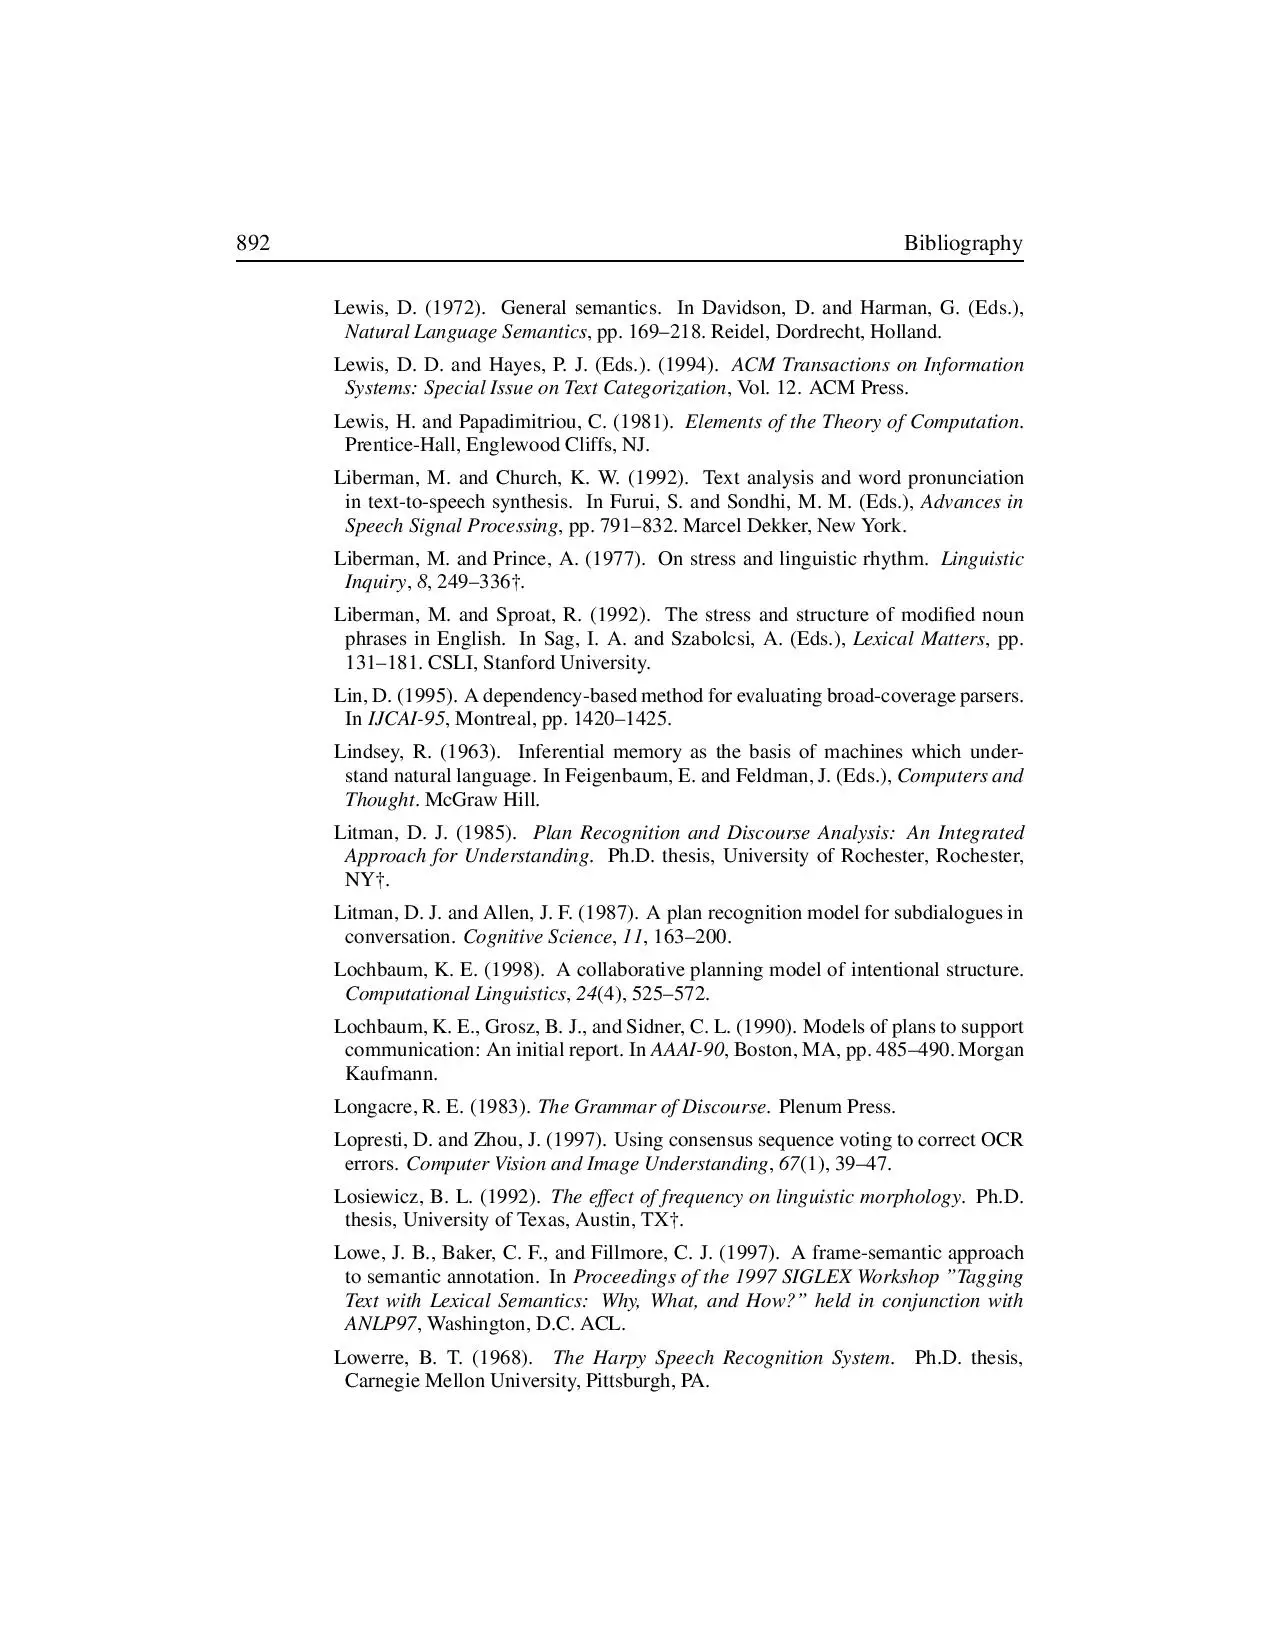 892 Bibliography
Lewis, D. (1972). General semantics. In Davidson, D. and Harman, G. (Eds.),
Natural Language Semantics, pp. 169–218. Reidel, Dordrecht, Holland.
Lewis, D. D. and Hayes, P. J. (Eds.). (1994). ACM Transactions on Information
Systems: Special Issue on Text Categorization, Vol. 12. ACM Press.
Lewis, H. and Papadimitriou, C. (1981). Elements of the Theory of Computation.
Prentice-Hall, Englewood Cliffs, NJ.
Liberman, M. and Church, K. W. (1992). Text analysis and word pronunciation
in text-to-speech synthesis. In Furui, S. and Sondhi, M. M. (Eds.), Advances in
Speech Signal Processing, pp. 791–832. Marcel Dekker, New York.
Liberman, M. and Prince, A. (1977). On stress and linguistic rhythm. Linguistic
Inquiry, 8, 249–336†.
Liberman, M. and Sproat, R. (1992). The stress and structure of modified noun
phrases in English. In Sag, I. A. and Szabolcsi, A. (Eds.), Lexical Matters, pp.
131–181. CSLI, Stanford University.
Lin, D. (1995). A dependency-based method for evaluating broad-coverage parsers.
In IJCAI-95, Montreal, pp. 1420–1425.
Lindsey, R. (1963). Inferential memory as the basis of machines which under-
stand natural language. In Feigenbaum, E. and Feldman, J. (Eds.), Computers and
Thought. McGraw Hill.
Litman, D. J. (1985). Plan Recognition and Discourse Analysis: An Integrated
Approach for Understanding. Ph.D. thesis, University of Rochester, Rochester,
NY†.
Litman, D. J. and Allen, J. F. (1987). A plan recognition model for subdialogues in
conversation. Cognitive Science, 11, 163–200.
Lochbaum, K. E. (1998). A collaborative planning model of intentional structure.
Computational Linguistics, 24(4), 525–572.
Lochbaum, K. E., Grosz, B. J., and Sidner, C. L. (1990). Models of plans to support
communication: An initial report. In AAAI-90, Boston, MA, pp. 485–490. Morgan
Kaufmann.
Longacre, R. E. (1983). The Grammar of Discourse. Plenum Press.
Lopresti, D. and Zhou, J. (1997). Using consensus sequence voting to correct OCR
errors. Computer Vision and Image Understanding, 67(1), 39–47.
Losiewicz, B. L. (1992). The effect of frequency on linguistic morphology. Ph.D.
thesis, University of Texas, Austin, TX†.
Lowe, J. B., Baker, C. F., and Fillmore, C. J. (1997). A frame-semantic approach
to semantic annotation. In Proceedings of the 1997 SIGLEX Workshop ”Tagging
Text with Lexical Semantics: Why, What, and How?” held in conjunction with
ANLP97, Washington, D.C. ACL.
Lowerre, B. T. (1968). The Harpy Speech Recognition System. Ph.D. thesis,
Carnegie Mellon University, Pittsburgh, PA.